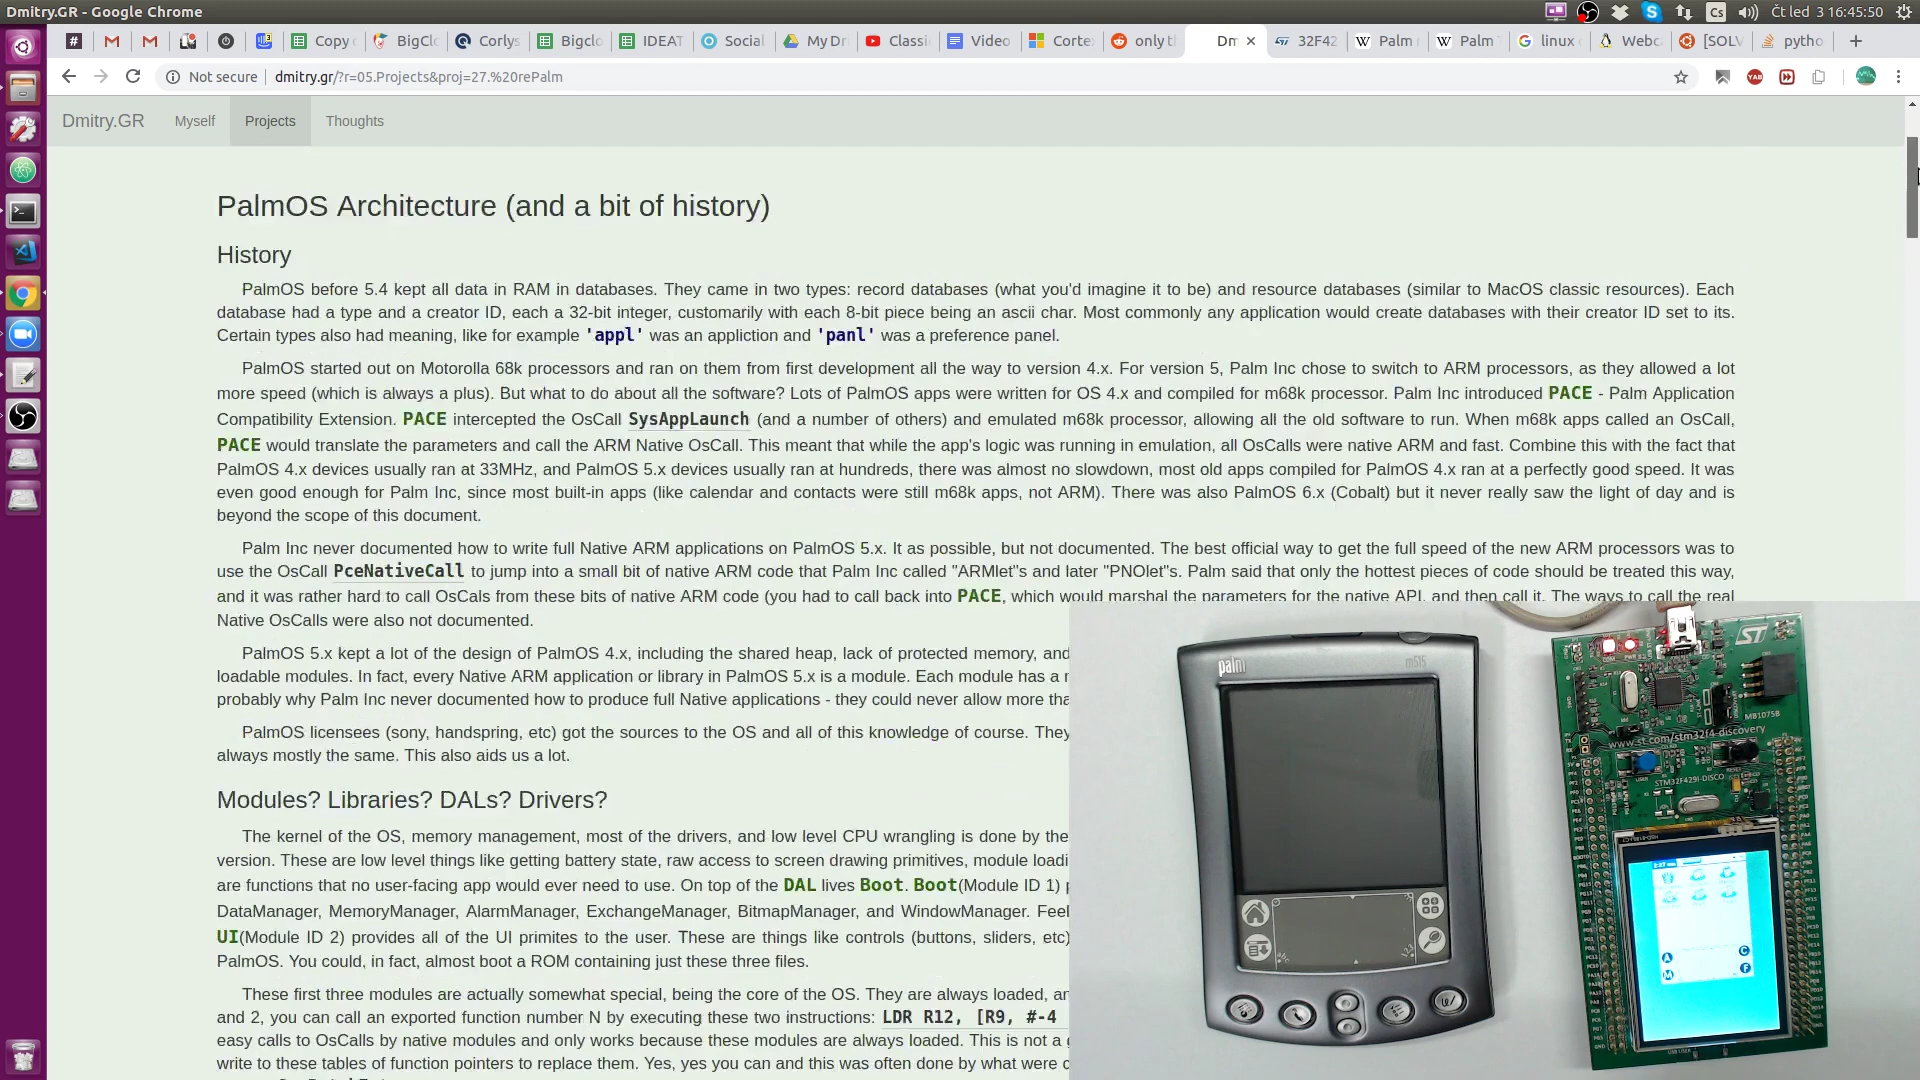 Dmitry.GR - Google Chrome
Cs
Čt led 3 16:45:50
Copy
BigClo
Corlys
Bigclo
IDEAT
Social
My Dr
Classi
Video
Corte
only t
Dm
32F42
Palm
Palm
linux
Webc
[SOLV
pytho
Not secure
dmitry.gr/?r=05.Projects&proj=27.%20rePalm
YAB
Dmitry.GR
Myself
Projects
Thoughts
PalmOS Architecture (and a bit of history)
History
PalmOS before 5.4 kept all data in RAM in databases. They came in two types: record databases (what you'd imagine it to be) and resource databases (similar to MacOS classic resources). Each
database had a type and a creator ID, each a 32-bit integer, customarily with each 8-bit piece being an ascii char. Most commonly any application would create databases with their creator ID set to its.
Certain types also had meaning, like for example 'appl' was an appliction and 'panl' was a preference panel.
PalmOS started out on Motorolla 68k processors and ran on them from first development all the way to version 4.x. For version 5, Palm Inc chose to switch to ARM processors, as they allowed a lot
more speed (which is always a plus). But what to do about all the software? Lots of PalmOS apps were written for OS 4.x and compiled for m68k processor. Palm Inc introduced PACE - Palm Application
Compatibility Extension. PACE intercepted the OsCall SysAppLaunch (and a number of others) and emulated m68k processor, allowing all the old software to run. When m68k apps called an OsCall,
PACE would translate the parameters and call the ARM Native OsCall. This meant that while the app's logic was running in emulation, all OsCalls were native ARM and fast. Combine this with the fact that
PalmOS 4.x devices usually ran at 33MHz, and PalmOS 5.x devices usually ran at hundreds, there was almost no slowdown, most old apps compiled for PalmOS 4.x ran at a perfectly good speed. It was
even good enough for Palm Inc, since most built-in apps (like calendar and contacts were still m68k apps, not ARM). There was also PalmOS 6.x (Cobalt) but it never really saw the light of day and is
beyond the scope of this document.
Palm Inc never documented how to write full Native ARM applications on PalmOS 5.x. It as possible, but not documented. The best official way to get the full speed of the new ARM processors was to
use the OsCall PceNativeCall to jump into a small bit of native ARM code that Palm Inc called "ARMlet"s and later "PNOlet"s. Palm said that only the hottest pieces of code should be treated this way,
and it was rather hard to call OsCals from these bits of native ARM code (you had to call back into PACE, which would marshal the parameters for the native API, and then call it. The ways to call the real
Native OsCalls were also not documented.
PalmOS 5.x kept a lot of the design of PalmOS 4.x, including the shared heap, lack of protected memory, and
loadable modules. In fact, every Native ARM application or library in PalmOS 5.x is a module. Each module has a
probably why Palm Inc never documented how to produce full Native applications - they could never allow more tha
PalmOS licensees (sony, handspring, etc) got the sources to the OS and all of this knowledge of course. They
always mostly the same. This also aids us a lot.
Modules? Libraries? DALs? Drivers?
The kernel of the OS, memory management, most of the drivers, and low level CPU wrangling is done by the
version. These are low level things like getting battery state, raw access to screen drawing primitives, module loadi
are functions that no user-facing app would ever need to use. On top of the DAL lives Boot. Boot(Module ID 1) p
DataManager, MemoryManager, AlarmManager, ExchangeManager, BitmapManager, and WindowManager. Feel
UI(Module ID 2) provides all of the UI primites to the user. These are things like controls (buttons, sliders, etc)
PalmOS. You could, in fact, almost boot a ROM containing just these three files.
These first three modules are actually somewhat special, being the core of the OS. They are always loaded, an
and 2, you can call an exported function number N by executing these two instructions: LDR R12, [R9, #-4
easy calls to OsCalls by native modules and only works because these modules are always loaded. This is not a g
write to these tables of function pointers to replace them. Yes, yes you can and this was often done by what were c
palm
m515
ST
MB1075B
www.st.com/stm32f4-discovery
USER
RESET
STM32F429I-DISCO
A
C
M
F
USB USER